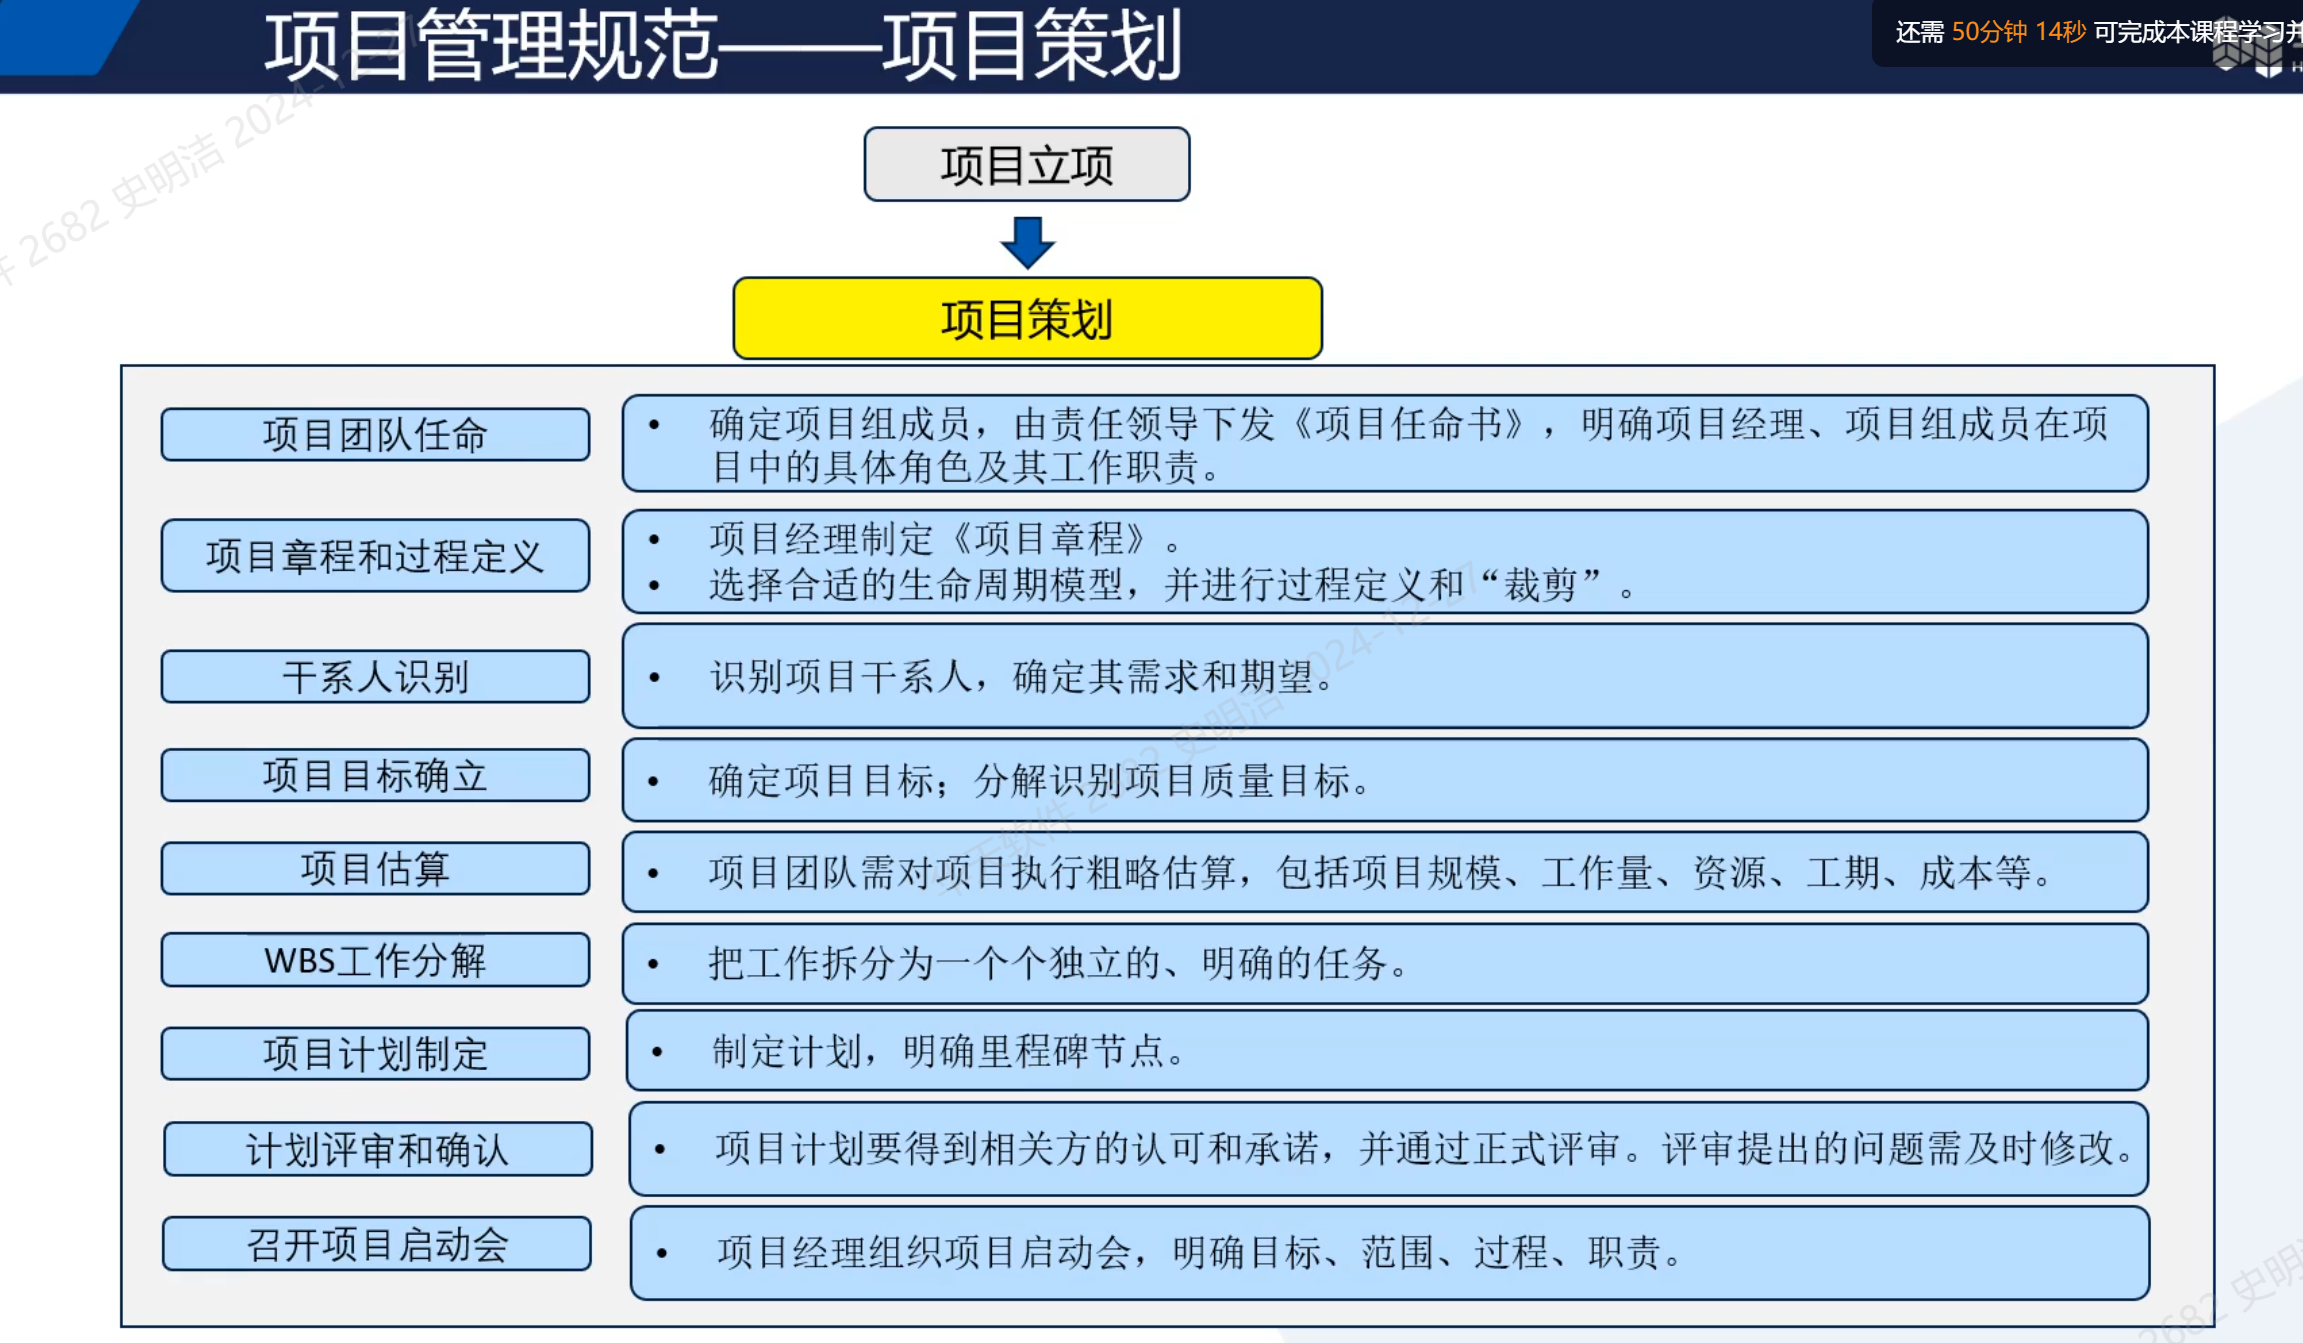 项目管理规范——项目策划
还需 50分钟 14秒 可完成本课程学习并
项目立项
项目策划
项目团队任命
• 确定项目组成员，由责任领导下发《项目任命书》，明确项目经理、项目组成员在项
目中的具体角色及其工作职责。
项目章程和过程定义
• 项目经理制定《项目章程》。
• 选择合适的生命周期模型，并进行过程定义和“裁剪”。
干系人识别
• 识别项目干系人，确定其需求和期望。
项目目标确立
• 确定项目目标；分解识别项目质量目标。
项目估算
• 项目团队需对项目执行粗略估算，包括项目规模、工作量、资源、工期、成本等。
WBS工作分解
• 把工作拆分为一个个独立的、明确的任务。
项目计划制定
• 制定计划，明确里程碑节点。
计划评审和确认
• 项目计划要得到相关方的认可和承诺，并通过正式评审。评审提出的问题需及时修改。
召开项目启动会
• 项目经理组织项目启动会，明确目标、范围、过程、职责。
件 2682 史明洁 2024-12-27
软件 2682 史明洁 2024-12-27
2682 史明